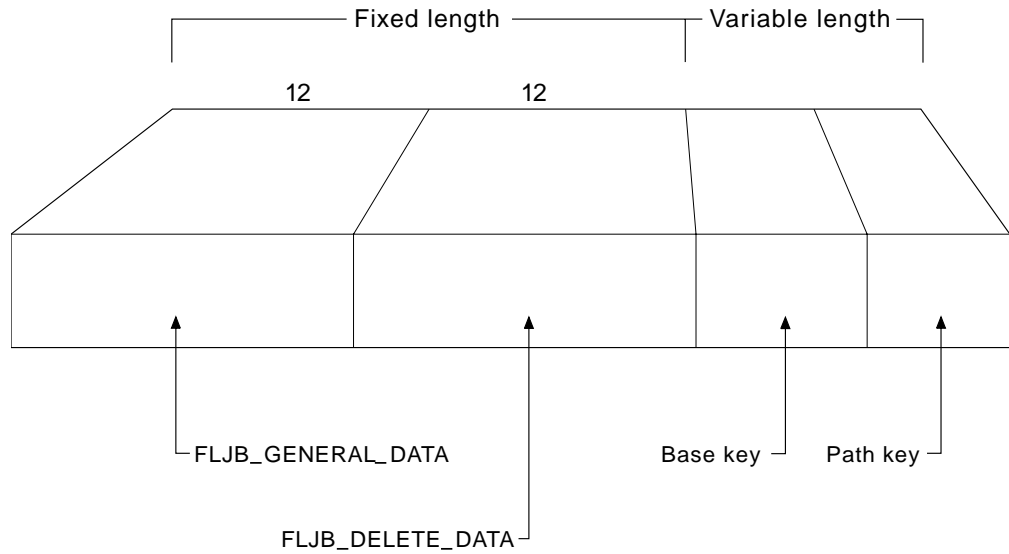 Fixed length
Variable length
12
12
FLJB_GENERAL_DATA
Base key
Path key
FLJB_DELETE_DATA